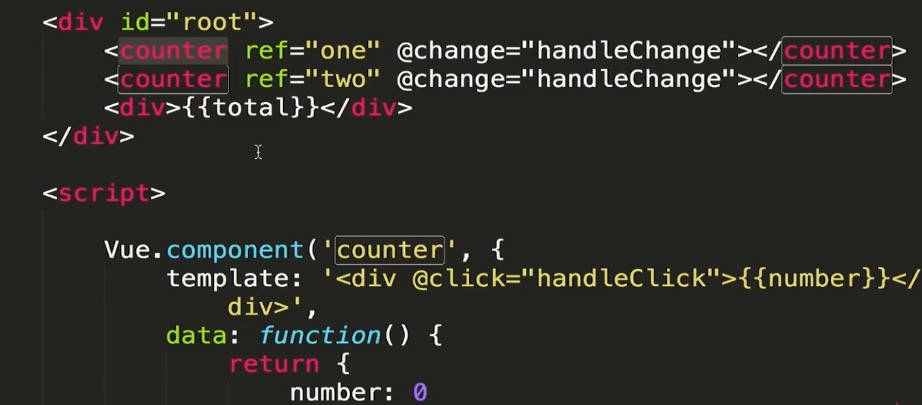 <div id="root">
<counter ref="one" @change="handleChange"></counter>
<counter ref="two" @change="handleChange"></counter>
<div>{{total}}</div>
</div>
<script>
Vue.component('counter', {
template: '<div @click="handleClick">{{number}}</
div>',
data: function() {
return {
number: 0